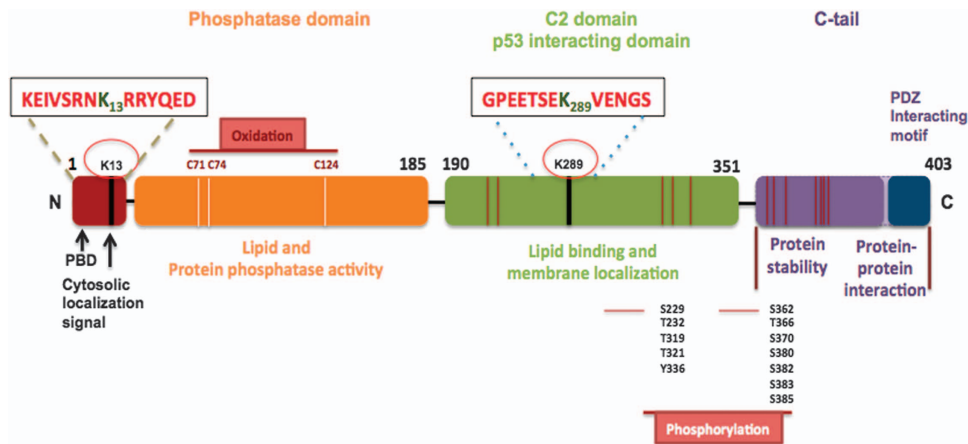 Phosphatase domain
C2 domain
p53 interacting domain
C-tail
KEIVSRNK13RRYQED
GPEETSEK289VENGS
PDZ
Interacting
motif
Oxidation
1
K13
C71 C74
C124
185
190
K289
351
403
N
C
PBD
Cytosolic
localization
signal
Lipid and
Protein phosphatase activity
Lipid binding and
membrane localization
Protein
stability
Protein-
protein
interaction
S229
T232
T319
T321
Y336
S362
T366
S370
S380
S382
S383
S385
Phosphorylation